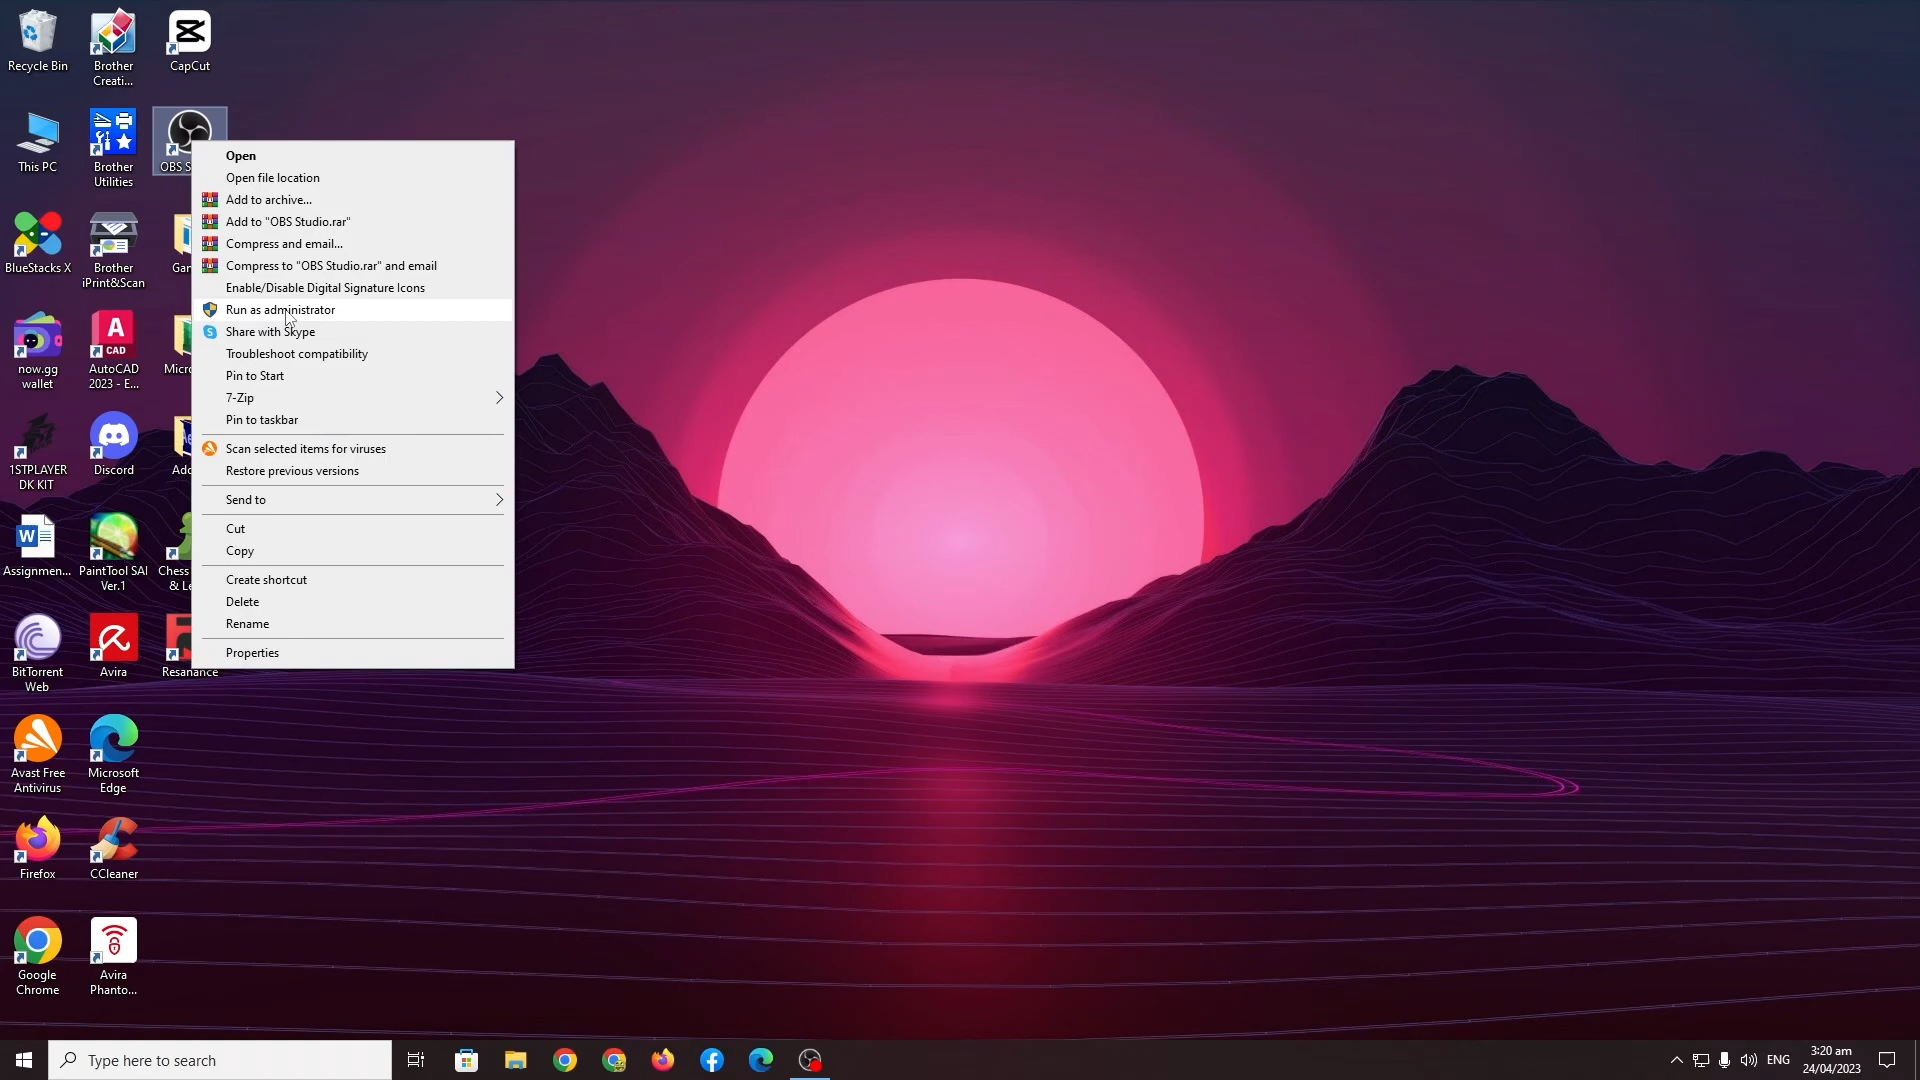 Recycle Bin
Brother
Creati...
CapCut
This PC
Brother
Utilities
OBS S
BlueStacks X
Brother
iPrint&Scan
Gar
now.gg
wallet
A
CAD
AutoCAD
2023 - E...
Micro
1STPLAYER
DK KIT
Discord
Ado
W
Assignmen...
PaintTool SAI
Ver.1
Chess
& Le
BitTorrent
Web
Avira
Resanance
Avast Free
Antivirus
Microsoft
Edge
Firefox
CCleaner
Google
Chrome
Avira
Phanto...
Open
Open file location
Add to archive...
Add to "OBS Studio.rar"
Compress and email...
Compress to "OBS Studio.rar" and email
Enable/Disable Digital Signature Icons
Run as administrator
S
Share with Skype
Troubleshoot compatibility
Pin to Start
7-Zip
Pin to taskbar
Scan selected items for viruses
Restore previous versions
Send to
Cut
Copy
Create shortcut
Delete
Rename
Properties
Type here to search
ENG
3:20 am
24/04/2023